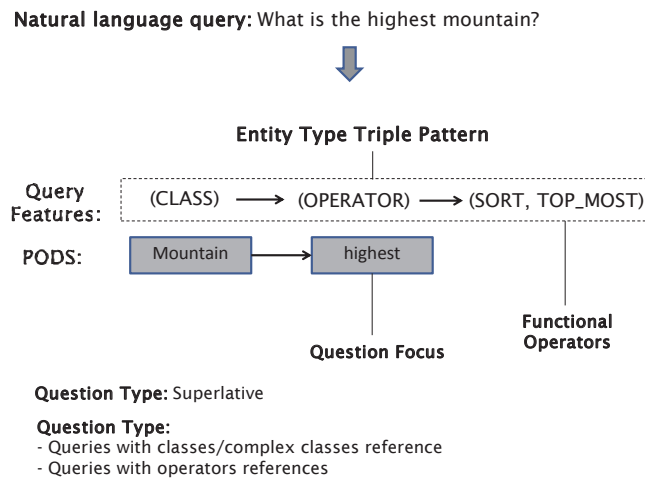 Natural language query: What is the highest mountain?
Entity Type Triple Pattern
Query Features: (CLASS) (OPERATOR) (SORT, TOP_MOST)
PODS: Mountain highest
Question Focus
Functional Operators
Question Type: Superlative
Question Type:
- Queries with classes/complex classes reference
- Queries with operators references